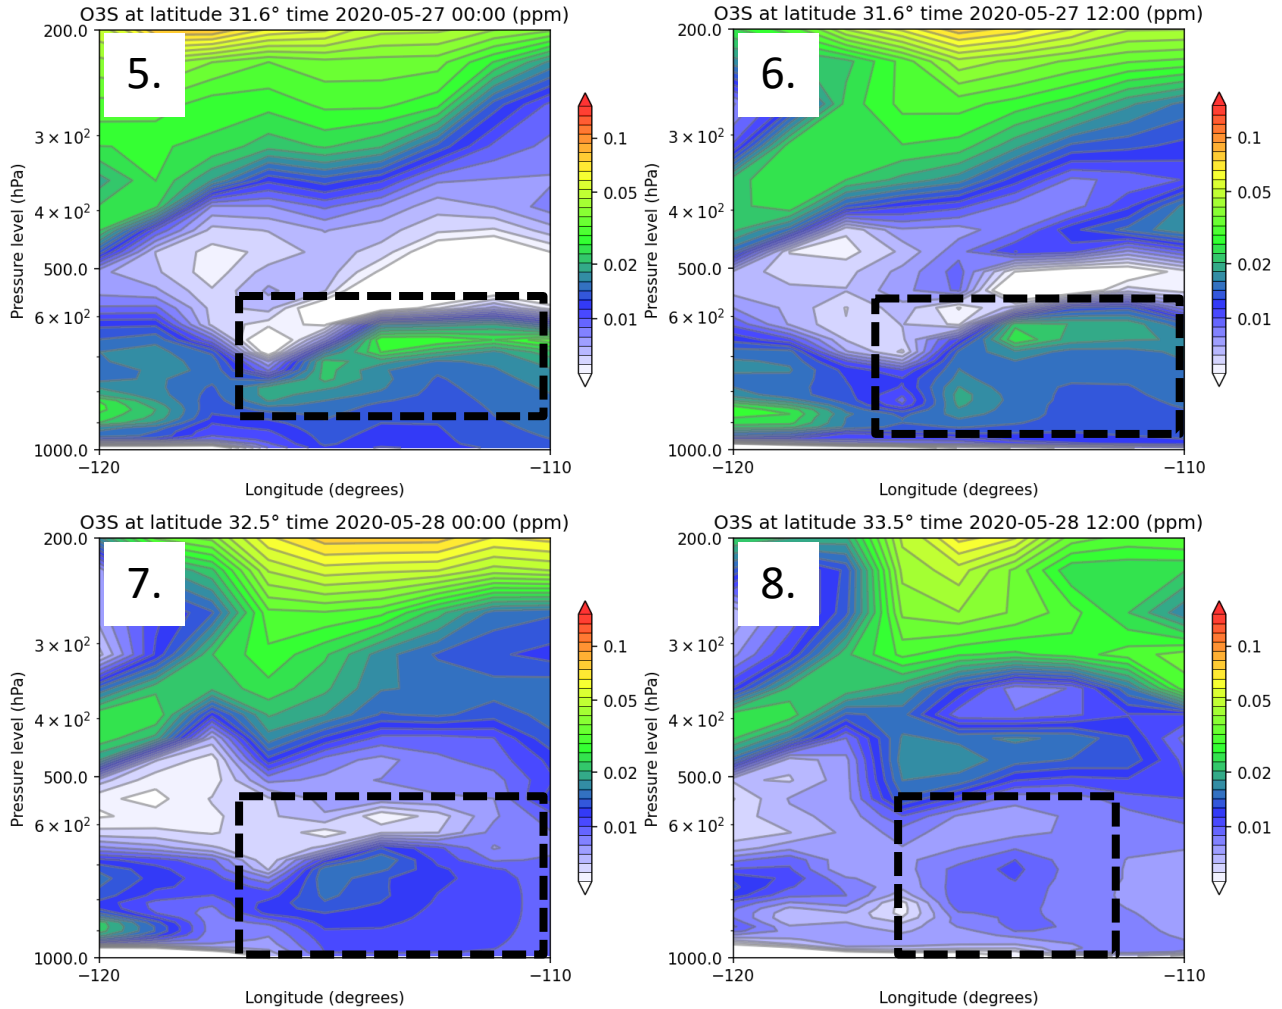 O3S at latitude 31.6° time 2020-05-27 00:00 (ppm)
5.
200.0
3 × 10²
4 × 10²
500.0
6 × 10²
1000.0
Pressure level (hPa)
−120
−110
Longitude (degrees)
0.1
0.05
0.02
0.01
O3S at latitude 31.6° time 2020-05-27 12:00 (ppm)
6.
200.0
3 × 10²
4 × 10²
500.0
6 × 10²
1000.0
Pressure level (hPa)
−120
−110
Longitude (degrees)
0.1
0.05
0.02
0.01
O3S at latitude 32.5° time 2020-05-28 00:00 (ppm)
7.
200.0
3 × 10²
4 × 10²
500.0
6 × 10²
1000.0
Pressure level (hPa)
−120
−110
Longitude (degrees)
0.1
0.05
0.02
0.01
O3S at latitude 33.5° time 2020-05-28 12:00 (ppm)
8.
200.0
3 × 10²
4 × 10²
500.0
6 × 10²
1000.0
Pressure level (hPa)
−120
−110
Longitude (degrees)
0.1
0.05
0.02
0.01